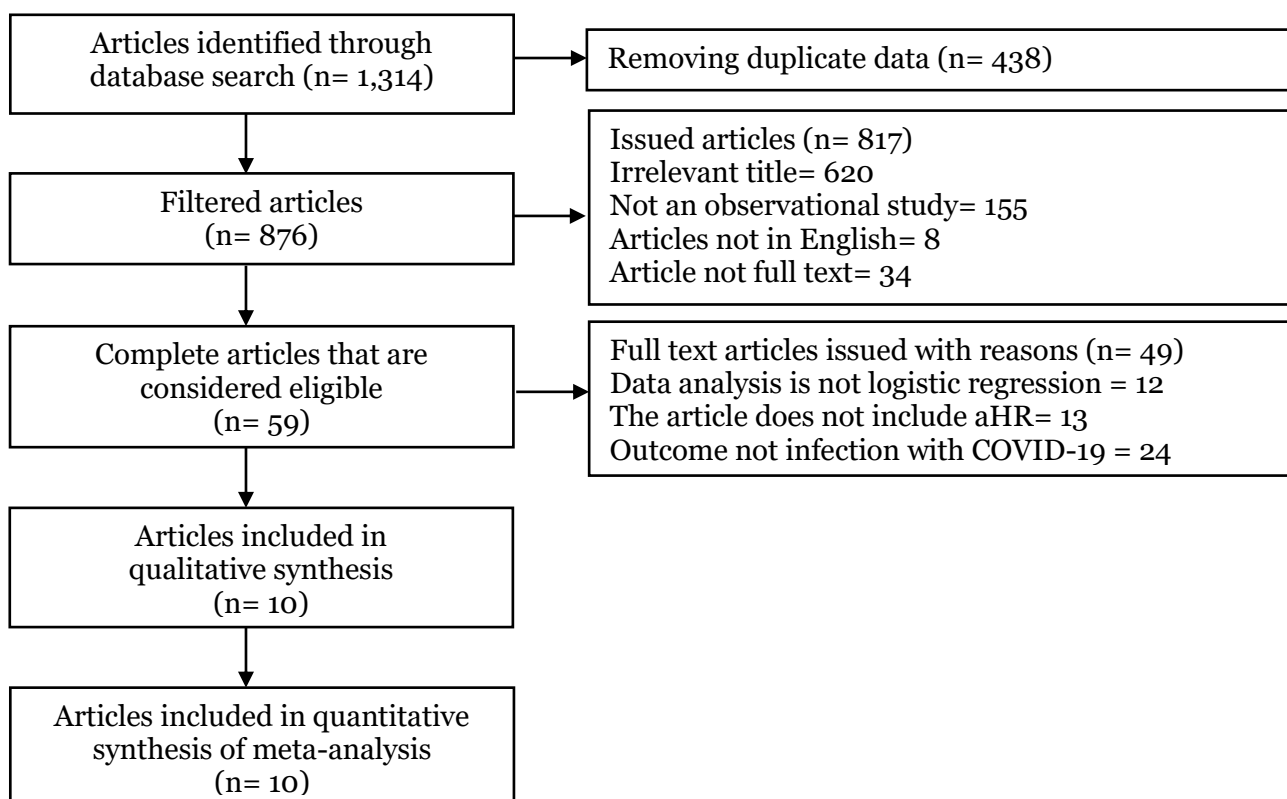 Articles identified through
database search (n= 1,314)
Removing duplicate data (n= 438)
Filtered articles
(n= 876)
Issued articles (n= 817)
Irrelevant title= 620
Not an observational study= 155
Articles not in English= 8
Article not full text= 34
Complete articles that are
considered eligible
(n= 59)
Full text articles issued with reasons (n= 49)
Data analysis is not logistic regression = 12
The article does not include aHR= 13
Outcome not infection with COVID-19 = 24
Articles included in
qualitative synthesis
(n= 10)
Articles included in quantitative
synthesis of meta-analysis
(n= 10)